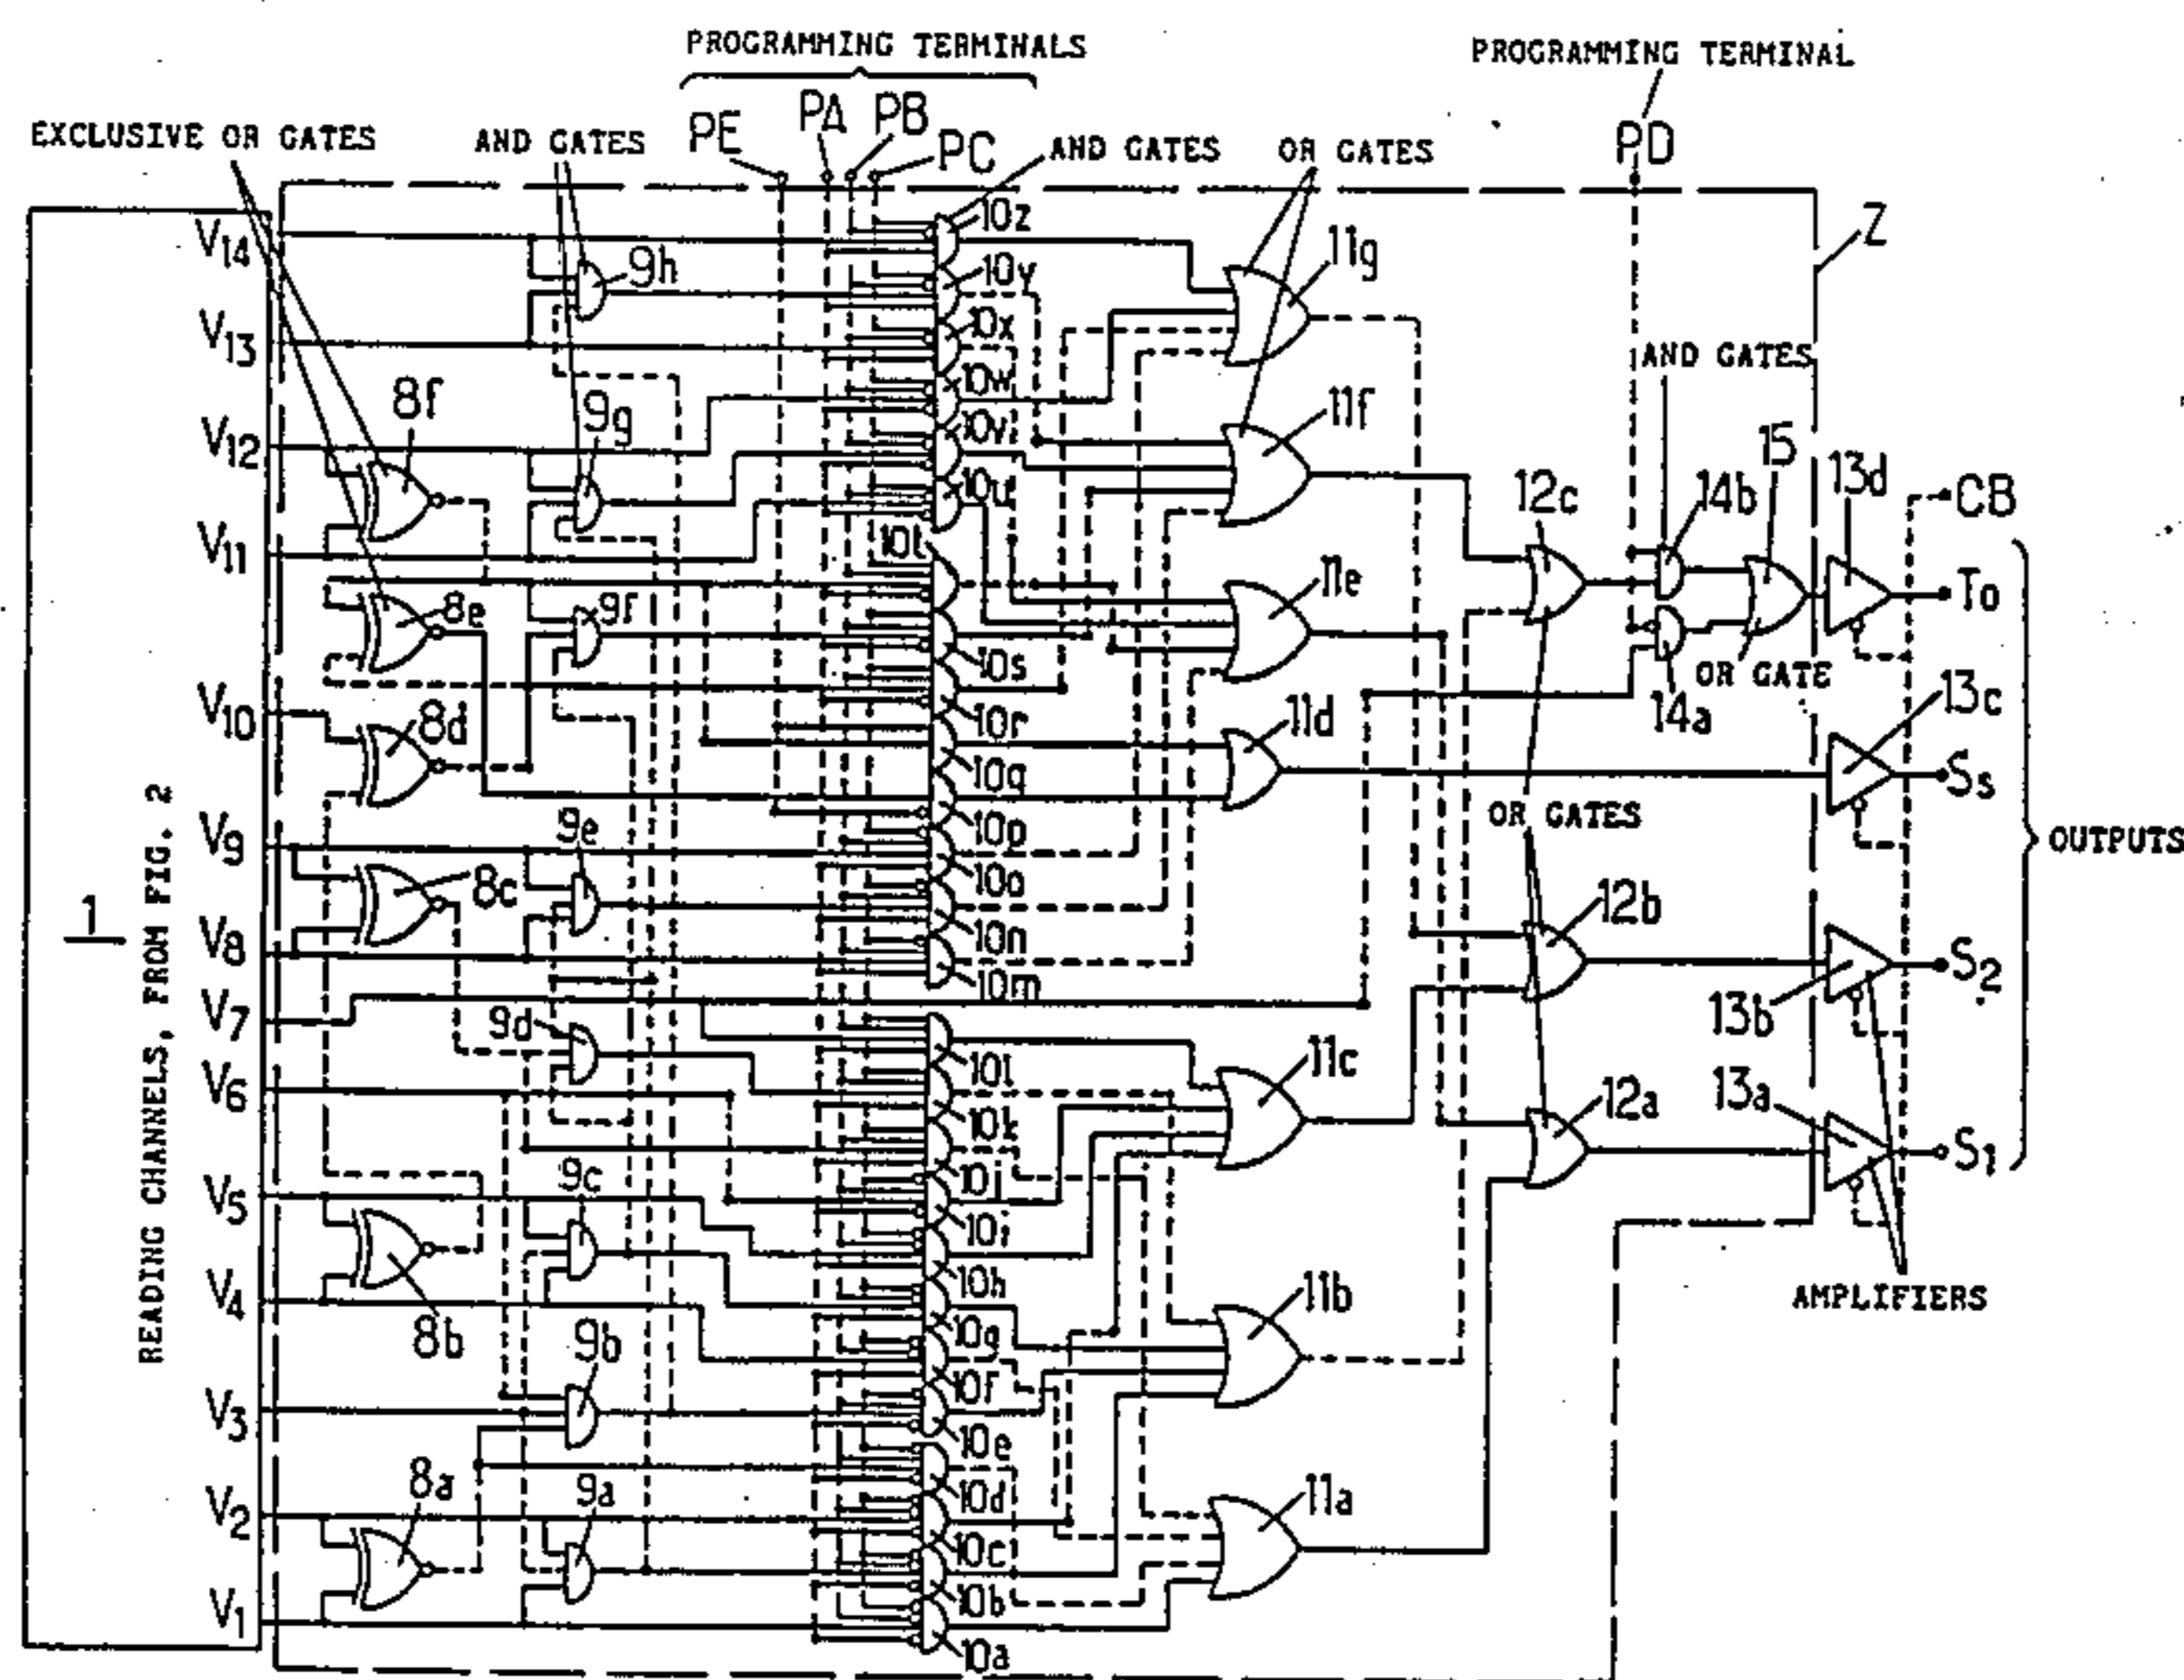 PROGRAMMING TERMINALS
PROGRAMMING TERMINAL
EXCLUSIVE OR GATES
AND GATES
PE
PA
PB
PC
AND GATES
OR GATES
PD
V14
V13
V12
V11
V10
V9
V8
V7
V6
V5
V4
V3
V2
V1
1
READING CHANNELS, FROM FIG. 2
8f
8e
8d
8c
8b
8a
9h
9g
9f
9e
9d
9c
9b
9a
10z
10y
10x
10w
10v
10u
10t
10s
10r
10q
10p
10o
10n
10m
10l
10k
10j
10i
10h
10g
10f
10e
10d
10c
10b
10a
11g
11f
11e
11d
11c
11b
11a
12c
12b
12a
OR GATES
AND GATES
14b
14a
15
OR GATE
13d
13c
13b
13a
AMPLIFIERS
Z
CB
To
Ss
S2
S1
OUTPUTS